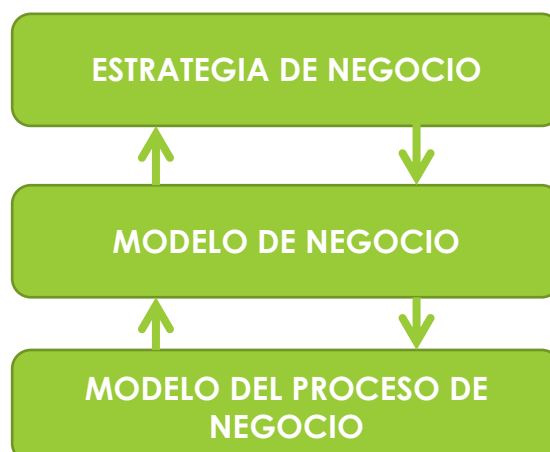 ESTRATEGIA DE NEGOCIO
MODELO DE NEGOCIO
MODELO DEL PROCESO DE
NEGOCIO